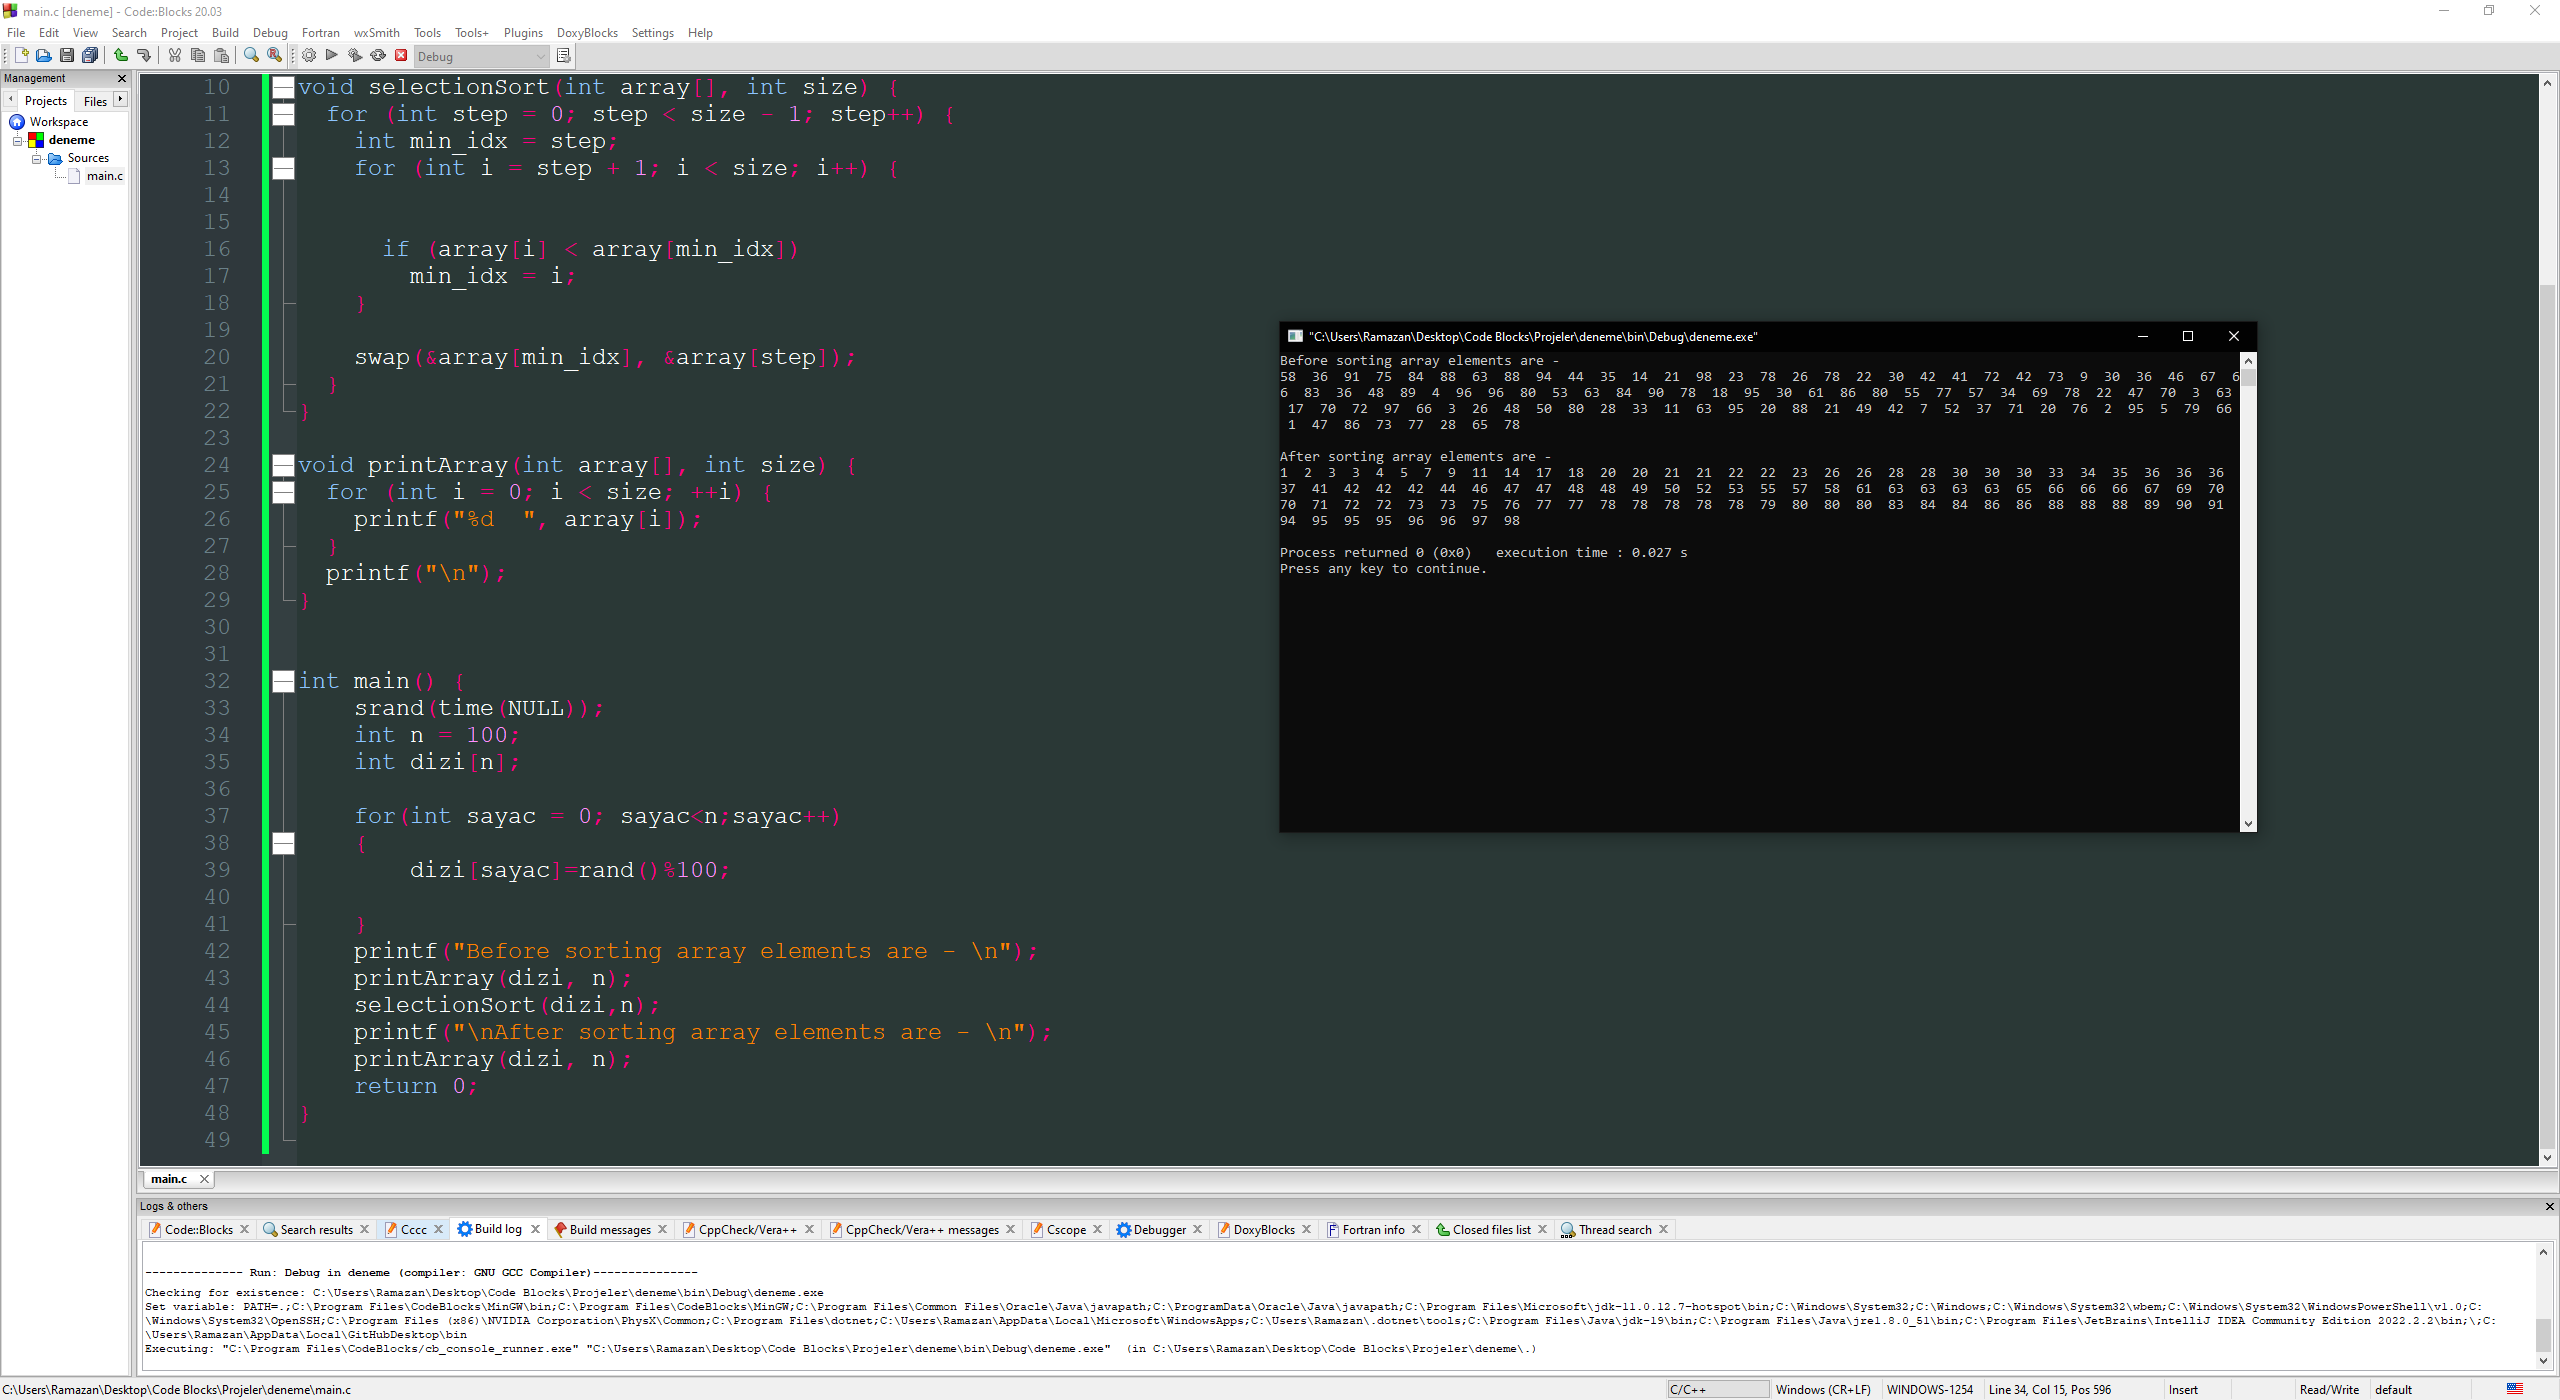 main.c [deneme] - Code::Blocks 20.03
File Edit View Search Project Build Debug Fortran wxSmith Tools Tools+ Plugins DoxyBlocks Settings Help
Debug
Management
Projects Files
Workspace
deneme
Sources
main.c
10 void selectionSort(int array[], int size) {
11 for (int step = 0; step < size - 1; step++) {
12 int min_idx = step;
13 for (int i = step + 1; i < size; i++) {
14
15
16 if (array[i] < array[min_idx])
17 min_idx = i;
18 }
19
20 swap(&array[min_idx], &array[step]);
21 }
22 }
23
24 void printArray(int array[], int size) {
25 for (int i = 0; i < size; ++i) {
26 printf("%d  ", array[i]);
27 }
28 printf("\n");
29 }
30
31
32 int main() {
33 srand(time(NULL));
34 int n = 100;
35 int dizi[n];
36
37 for(int sayac = 0; sayac<n;sayac++)
38 {
39 dizi[sayac]=rand()%100;
40
41 }
42 printf("Before sorting array elements are - \n");
43 printArray(dizi, n);
44 selectionSort(dizi,n);
45 printf("\nAfter sorting array elements are - \n");
46 printArray(dizi, n);
47 return 0;
48 }
49
"C:\Users\Ramazan\Desktop\Code Blocks\Projeler\deneme\bin\Debug\deneme.exe"
Before sorting array elements are -
58 36 91 75 84 88 63 88 94 44 35 14 21 98 23 78 26 78 22 30 42 41 72 42 73 9 30 36 46 67 6
6 83 36 48 89 4 96 96 80 53 63 84 90 78 18 95 30 61 86 80 55 77 57 34 69 78 22 47 70 3 63
17 70 72 97 66 3 26 48 50 80 28 33 11 63 95 20 88 21 49 42 7 52 37 71 20 76 2 95 5 79 66
1 47 86 73 77 28 65 78
After sorting array elements are -
1 2 3 3 4 5 7 9 11 14 17 18 20 20 21 21 22 22 23 26 26 28 28 30 30 30 33 34 35 36 36 36
37 41 42 42 42 44 46 47 47 48 48 49 50 52 53 55 57 58 61 63 63 63 63 65 66 66 66 67 69 70
70 71 72 72 73 73 75 76 77 77 78 78 78 78 78 79 80 80 80 83 84 84 86 86 88 88 88 89 90 91
94 95 95 95 96 96 97 98
Process returned 0 (0x0)   execution time : 0.027 s
Press any key to continue.
main.c
Logs & others
Code::Blocks Search results Cccc Build log Build messages CppCheck/Vera++ CppCheck/Vera++ messages Cscope Debugger DoxyBlocks Fortran info Closed files list Thread search
-------------- Run: Debug in deneme (compiler: GNU GCC Compiler)---------------
Checking for existence: C:\Users\Ramazan\Desktop\Code Blocks\Projeler\deneme\bin\Debug\deneme.exe
Set variable: PATH=.;C:\Program Files\CodeBlocks\MinGW\bin;C:\Program Files\CodeBlocks\MinGW;C:\Program Files\Common Files\Oracle\Java\javapath;C:\ProgramData\Oracle\Java\javapath;C:\Program Files\Microsoft\jdk-11.0.12.7-hotspot\bin;C:\Windows\System32;C:\Windows;C:\Windows\System32\wbem;C:\Windows\System32\WindowsPowerShell\v1.0;C:
\Windows\System32\OpenSSH;C:\Program Files (x86)\NVIDIA Corporation\PhysX\Common;C:\Program Files\dotnet;C:\Users\Ramazan\AppData\Local\Microsoft\WindowsApps;C:\Users\Ramazan\.dotnet\tools;C:\Program Files\Java\jdk-19\bin;C:\Program Files\Java\jre1.8.0_51\bin;C:\Program Files\JetBrains\IntelliJ IDEA Community Edition 2022.2.2\bin;\;C:
\Users\Ramazan\AppData\Local\GitHubDesktop\bin
Executing: "C:\Program Files\CodeBlocks/cb_console_runner.exe" "C:\Users\Ramazan\Desktop\Code Blocks\Projeler\deneme\bin\Debug\deneme.exe"  (in C:\Users\Ramazan\Desktop\Code Blocks\Projeler\deneme\.)
C:\Users\Ramazan\Desktop\Code Blocks\Projeler\deneme\main.c C/C++ Windows (CR+LF) WINDOWS-1254 Line 34, Col 15, Pos 596 Insert Read/Write default